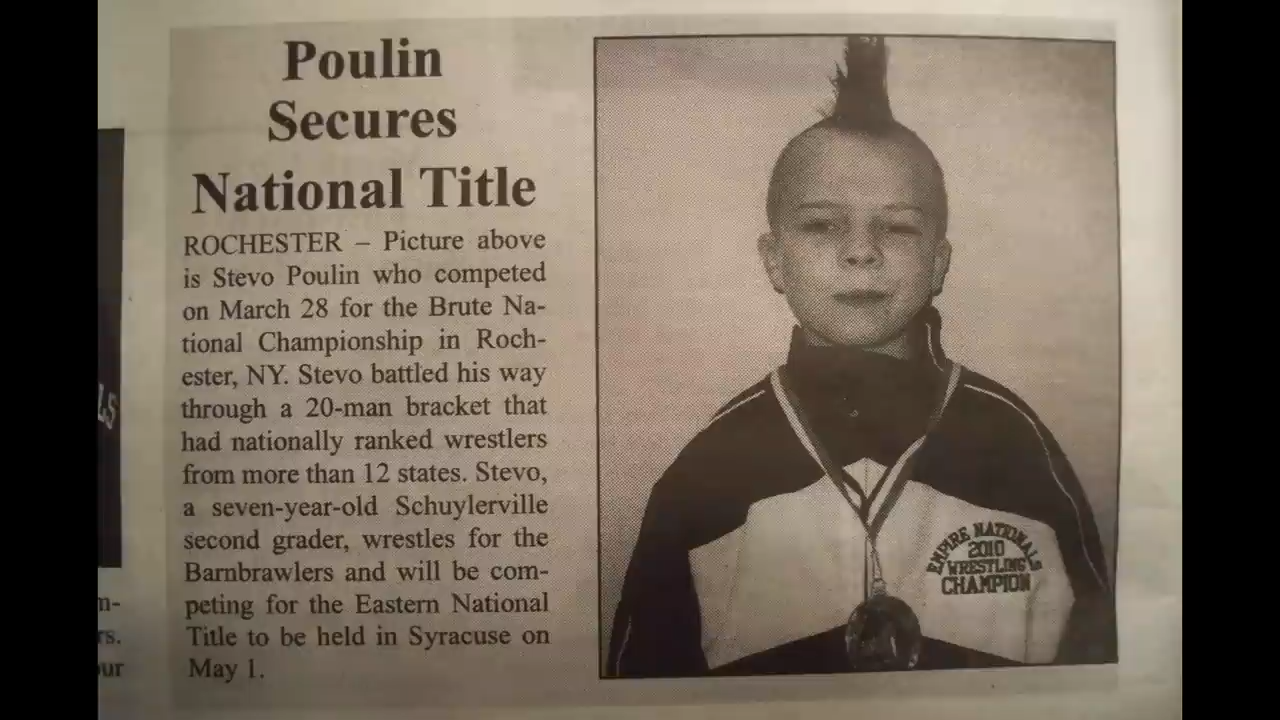 Poulin
Secures
National Title
ROCHESTER – Picture above
is Stevo Poulin who competed
on March 28 for the Brute Na-
tional Championship in Roch-
ester, NY. Stevo battled his way
through a 20-man bracket that
had nationally ranked wrestlers
from more than 12 states. Stevo,
a seven-year-old Schuylerville
second grader, wrestles for the
Barnbrawlers and will be com-
peting for the Eastern National
Title to be held in Syracuse on
May 1.
EMPIRE NATIONALS
2010
WRESTLING
CHAMPION
LS
m-
rs.
our